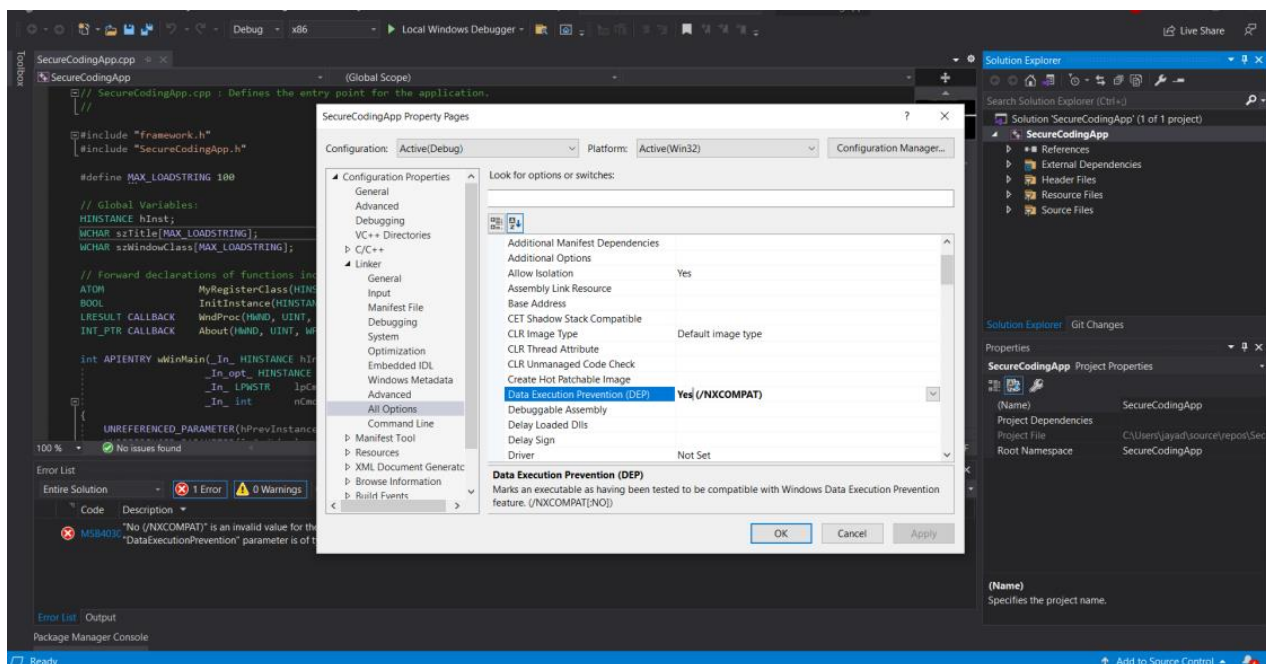 Debug
x86
Local Windows Debugger
Live Share
Toolbox
SecureCodingApp.cpp
SecureCodingApp
(Global Scope)
// SecureCodingApp.cpp : Defines the entry point for the application.
//
#include "framework.h"
#include "SecureCodingApp.h"
#define MAX_LOADSTRING 100
// Global Variables:
HINSTANCE hInst;
WCHAR szTitle[MAX_LOADSTRING];
WCHAR szWindowClass[MAX_LOADSTRING];
// Forward declarations of functions inc
ATOM MyRegisterClass(HINS
BOOL InitInstance(HINSTAN
LRESULT CALLBACK WndProc(HWND, UINT,
INT_PTR CALLBACK About(HWND, UINT, WP
int APIENTRY wWinMain(_In_ HINSTANCE hIn
_In_opt_ HINSTANCE
_In_ LPWSTR lpCm
_In_ int nCmd
{
UNREFERENCED_PARAMETER(hPrevInstance
100 %
No issues found
Error List
Entire Solution
1 Error
0 Warnings
Code Description
"No (/NXCOMPAT)" is an invalid value for the
"DataExecutionPrevention" parameter is of t
Error List Output
Package Manager Console
Ready
Add to Source Control
SecureCodingApp Property Pages
? X
Configuration: Active(Debug)
Platform: Active(Win32)
Configuration Manager...
Configuration Properties
General
Advanced
Debugging
VC++ Directories
C/C++
Linker
General
Input
Manifest File
Debugging
System
Optimization
Embedded IDL
Windows Metadata
Advanced
All Options
Command Line
Manifest Tool
Resources
XML Document Generatc
Browse Information
Build Events
Look for options or switches:
Additional Manifest Dependencies
Additional Options
Allow Isolation Yes
Assembly Link Resource
Base Address
CET Shadow Stack Compatible
CLR Image Type Default image type
CLR Thread Attribute
CLR Unmanaged Code Check
Create Hot Patchable Image
Data Execution Prevention (DEP) Yes (/NXCOMPAT)
Debuggable Assembly
Delay Loaded Dlls
Delay Sign
Driver Not Set
Data Execution Prevention (DEP)
Marks an executable as having been tested to be compatible with Windows Data Execution Prevention
feature. (/NXCOMPAT[:NO])
OK
Cancel
Apply
Solution Explorer
Search Solution Explorer (Ctrl+;)
Solution 'SecureCodingApp' (1 of 1 project)
SecureCodingApp
References
External Dependencies
Header Files
Resource Files
Source Files
Solution Explorer Git Changes
Properties
SecureCodingApp Project Properties
(Name) SecureCodingApp
Project Dependencies
Project File C:\Users\jayad\source\repos\Sec
Root Namespace SecureCodingApp
(Name)
Specifies the project name.